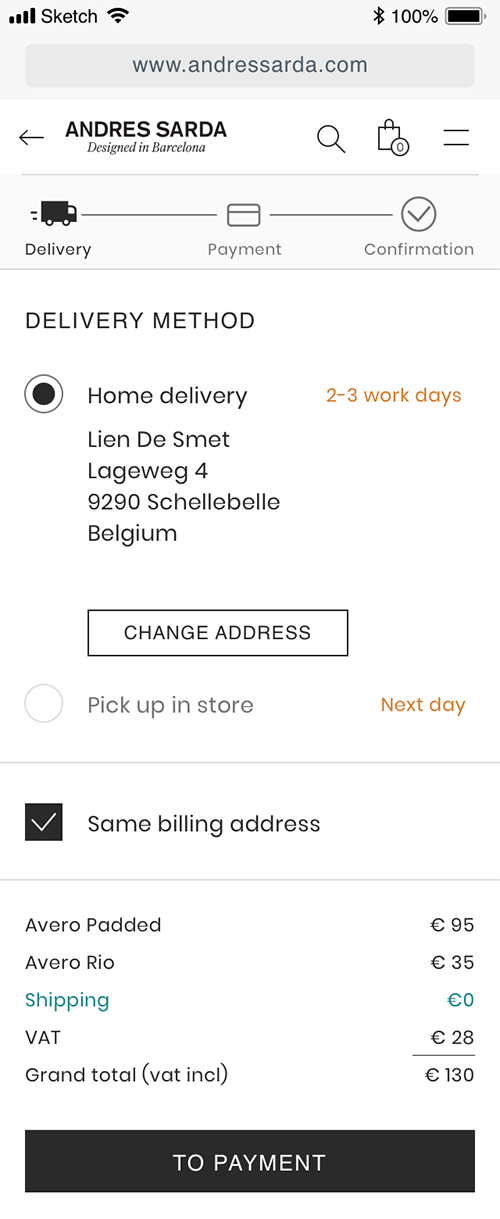 Sketch 100%
www.andressarda.com
ANDRES SARDA
Designed in Barcelona
0
Delivery Payment Confirmation
DELIVERY METHOD
Home delivery 2-3 work days
Lien De Smet
Lageweg 4
9290 Schellebelle
Belgium
CHANGE ADDRESS
Pick up in store Next day
Same billing address
Avero Padded € 95
Avero Rio € 35
Shipping €0
VAT € 28
Grand total (vat incl) € 130
TO PAYMENT